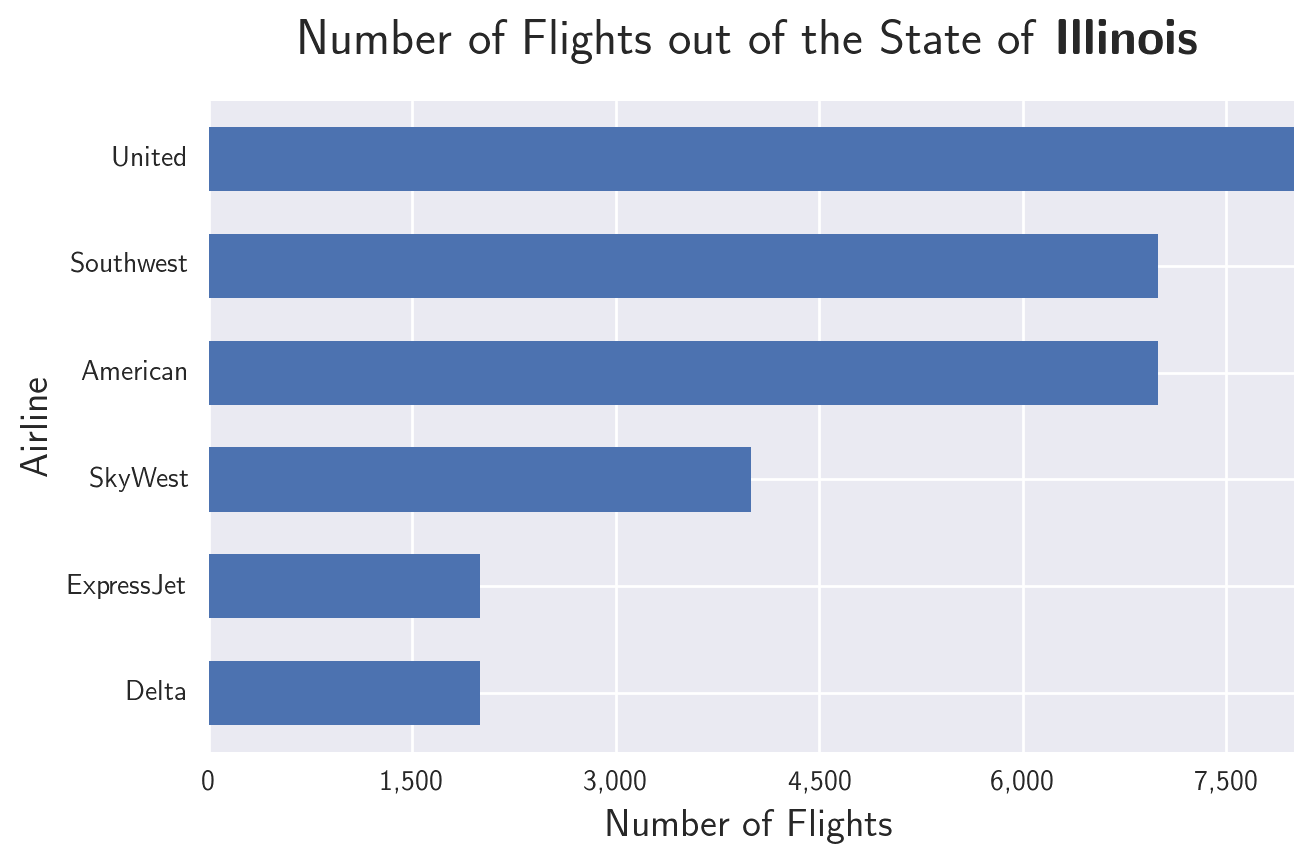 Number of Flights out of the State of Illinois
United
Southwest
American
SkyWest
ExpressJet
Delta
Airline
0 1,500 3,000 4,500 6,000 7,500
Number of Flights